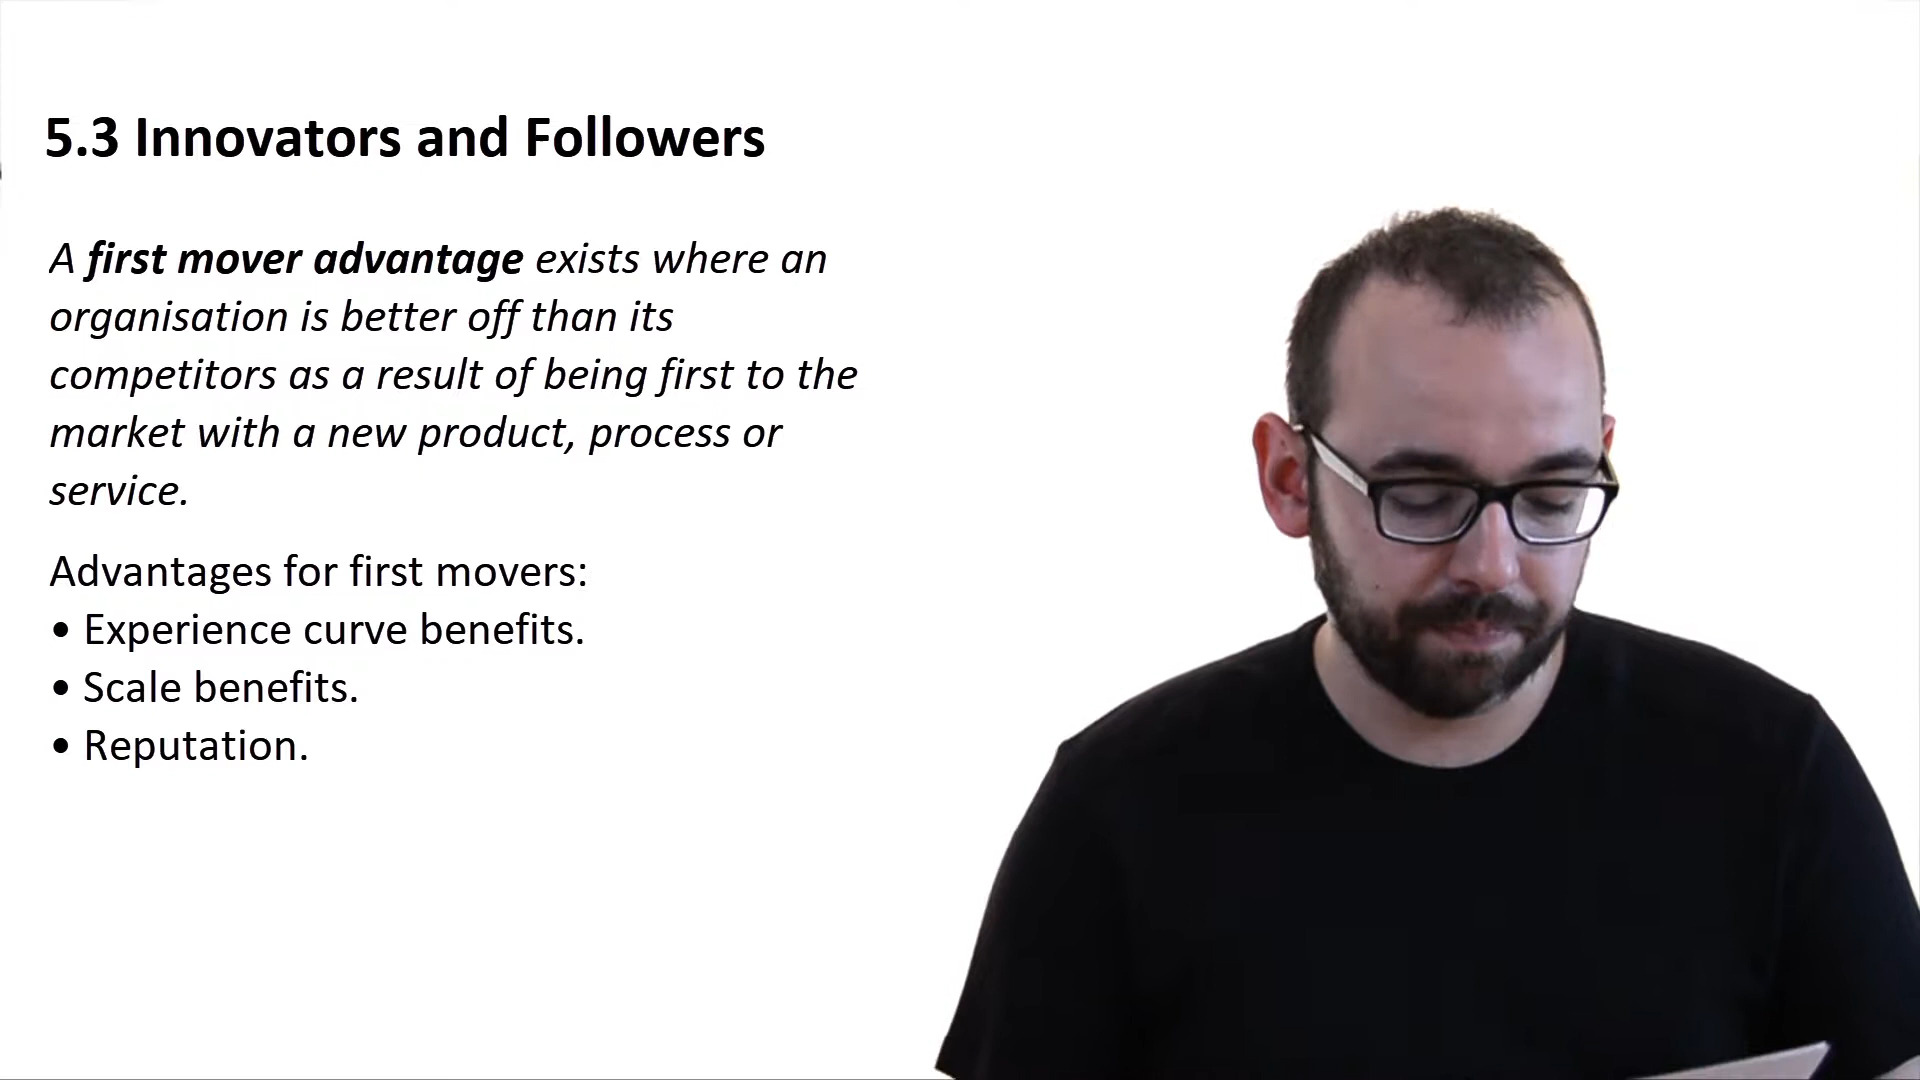 5.3 Innovators and Followers
A first mover advantage exists where an
organisation is better off than its
competitors as a result of being first to the
market with a new product, process or
service.
Advantages for first movers:
• Experience curve benefits.
• Scale benefits.
• Reputation.